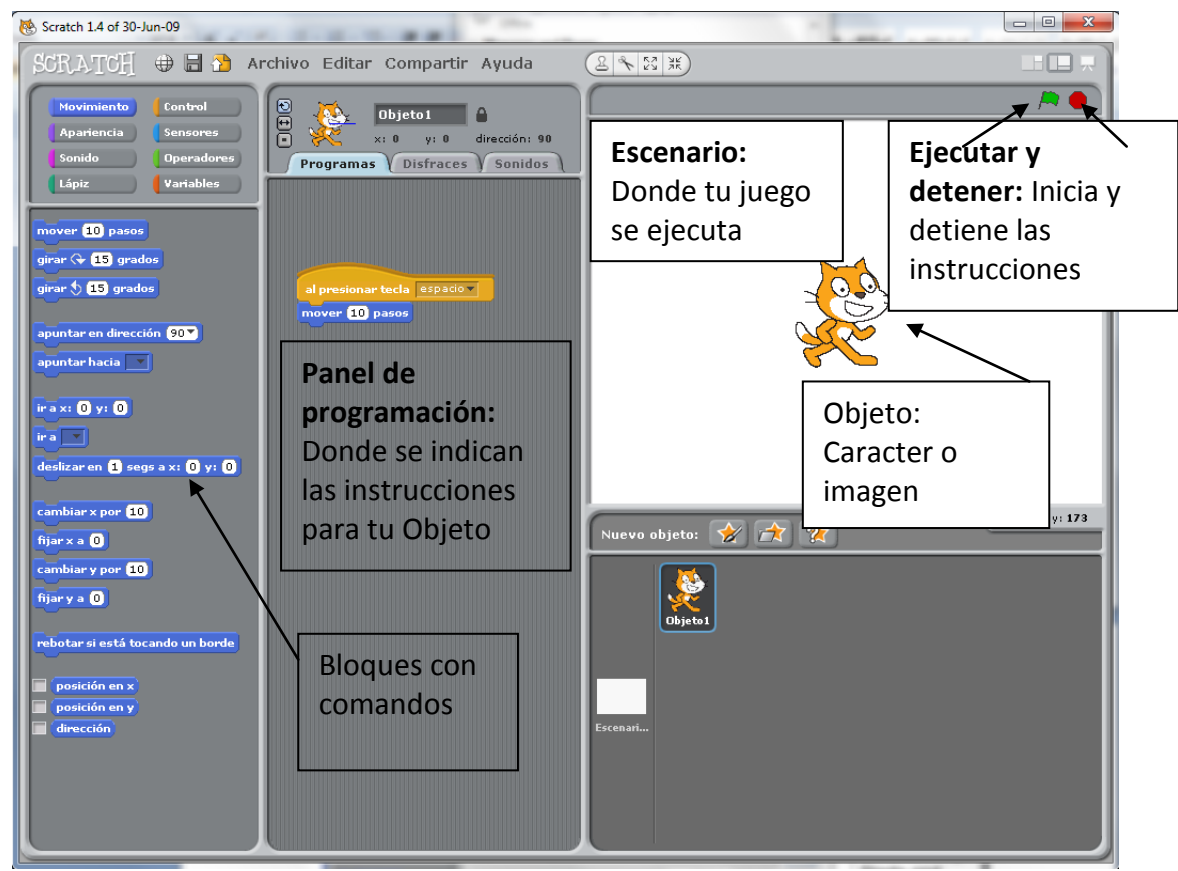 Scratch 1.4 of 30-Jun-09
SCRATCH
Archivo Editar Compartir Ayuda
Movimiento
Control
Apariencia
Sensores
Sonido
Operadores
Lápiz
Variables
mover 10 pasos
girar 15 grados
girar 15 grados
apuntar en dirección 90
apuntar hacia
ir a x: 0 y: 0
ir a
deslizar en 1 segs a x: 0 y: 0
cambiar x por 10
fijar x a 0
cambiar y por 10
fijar y a 0
rebotar si está tocando un borde
posición en x
posición en y
dirección
Objeto1
x: 0 y: 0 dirección: 90
Programas
Disfraces
Sonidos
al presionar tecla espacio
mover 10 pasos
Panel de
programación:
Donde se indican
las instrucciones
para tu Objeto
Bloques con
comandos
Escenario:
Donde tu juego
se ejecuta
Ejecutar y
detener: Inicia y
detiene las
instrucciones
Objeto:
Caracter o
imagen
y: 173
Nuevo objeto:
Objeto1
Escenari...